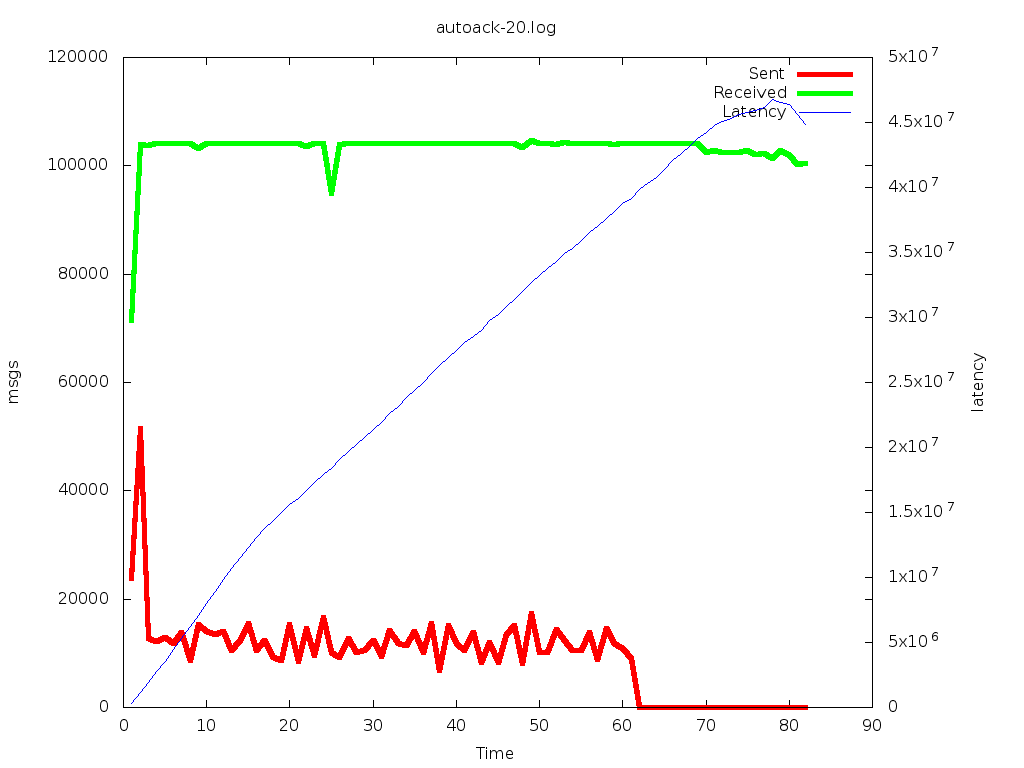 autoack-20.log
120000
100000
80000
60000
40000
20000
0
msgs
5x10^7
4.5x10^7
4x10^7
3.5x10^7
3x10^7
2.5x10^7
2x10^7
1.5x10^7
1x10^7
5x10^6
0
latency
Sent
Received
Latency
0 10 20 30 40 50 60 70 80 90
Time